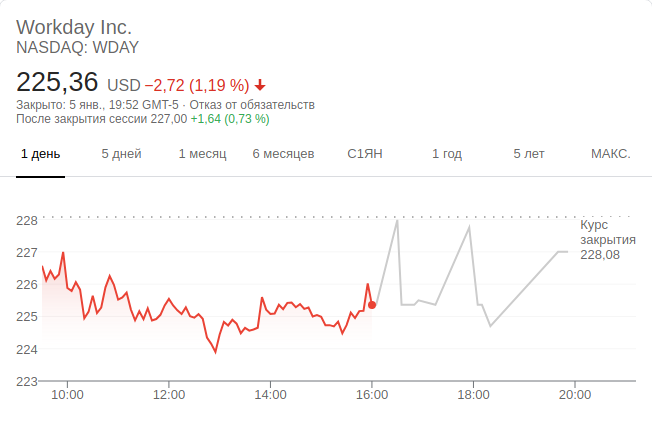 Workday Inc.
NASDAQ: WDAY
225,36 USD −2,72 (1,19 %)
Закрыто: 5 янв., 19:52 GMT-5 · Отказ от обязательств
После закрытия сессии 227,00 +1,64 (0,73 %)
1 день 5 дней 1 месяц 6 месяцев С1ЯН 1 год 5 лет МАКС.
228
227
226
225
224
223
Курс
закрытия
228,08
10:00 12:00 14:00 16:00 18:00 20:00